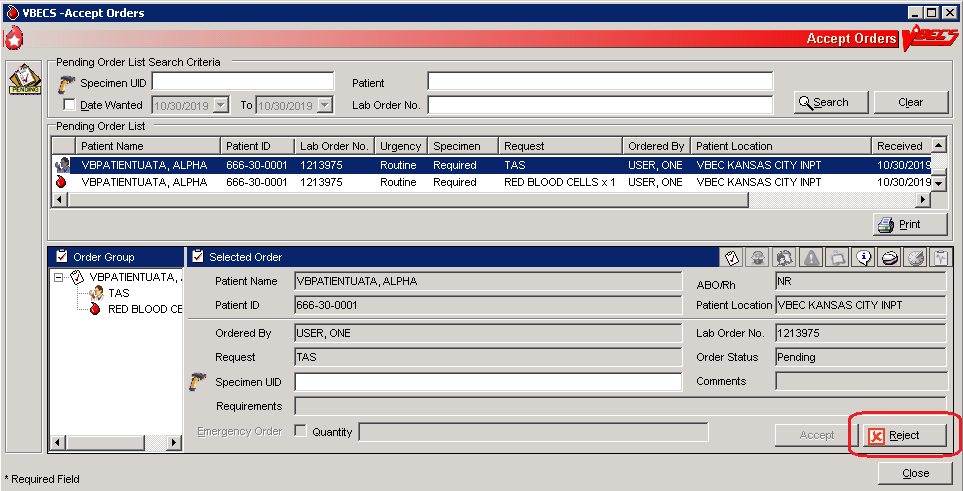 VBECS -Accept Orders
Accept Orders VBECS
Pending Order List Search Criteria
Specimen UID Patient
Date Wanted 10/30/2019 To 10/30/2019 Lab Order No. Search Clear
PENDING
Pending Order List
Patient Name Patient ID Lab Order No. Urgency Specimen Request Ordered By Patient Location Received
VBPATIENTUATA, ALPHA 666-30-0001 1213975 Routine Required TAS USER, ONE VBEC KANSAS CITY INPT 10/30/2019
VBPATIENTUATA, ALPHA 666-30-0001 1213975 Routine Required RED BLOOD CELLS x 1 USER, ONE VBEC KANSAS CITY INPT 10/30/2019
Print
Order Group
VBPATIENTUATA,
TAS
RED BLOOD CE
Selected Order
Patient Name VBPATIENTUATA, ALPHA ABO/Rh NR
Patient ID 666-30-0001 Patient Location VBEC KANSAS CITY INPT
Ordered By USER, ONE Lab Order No. 1213975
Request TAS Order Status Pending
Specimen UID Comments
Requirements
Emergency Order Quantity Accept Reject
Close
* Required Field